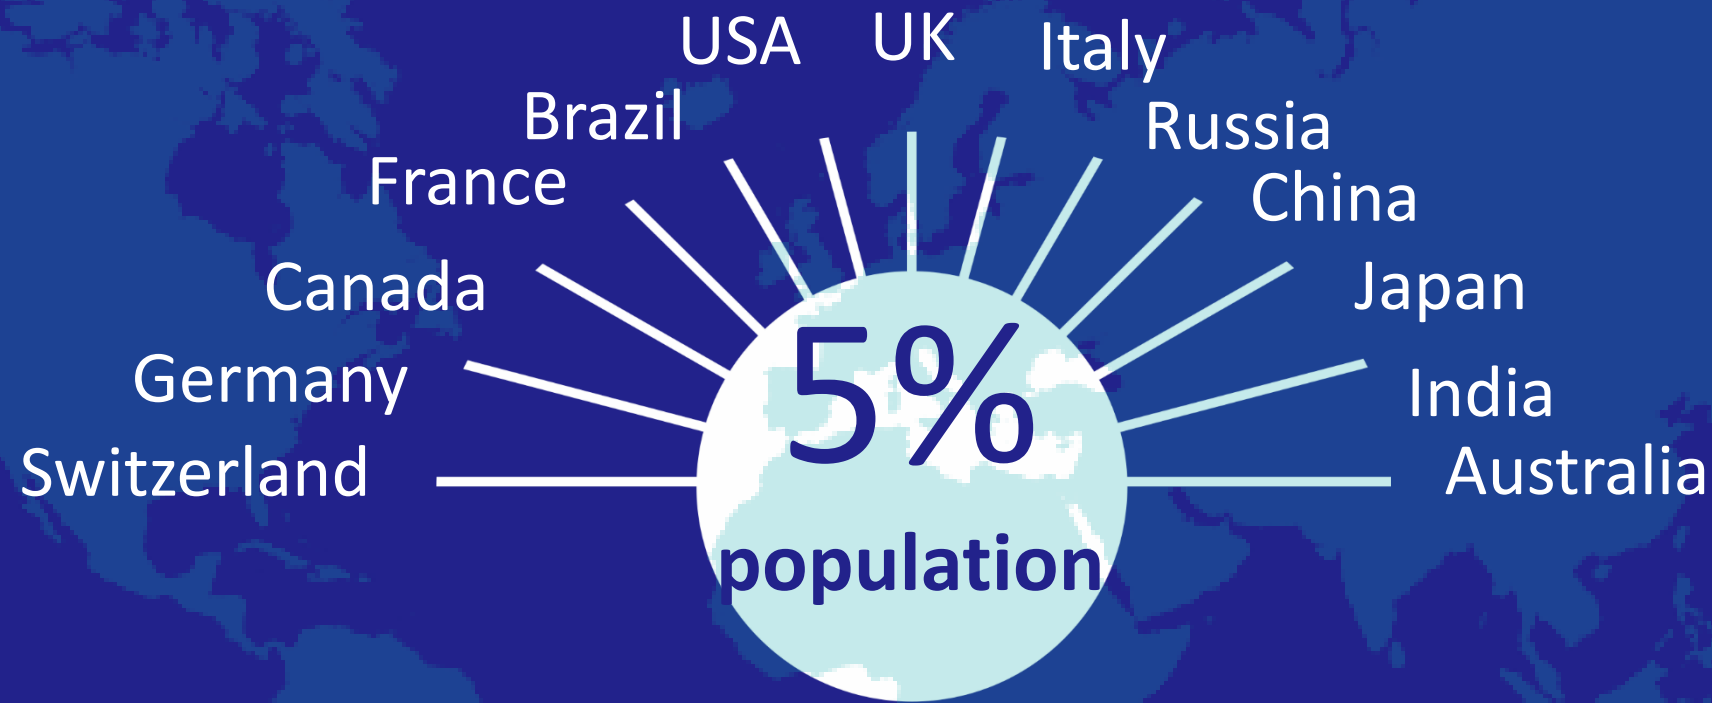 USA
UK
Italy
Brazil
Russia
France
China
Canada
Japan
Germany
India
Switzerland
Australia
5%
population